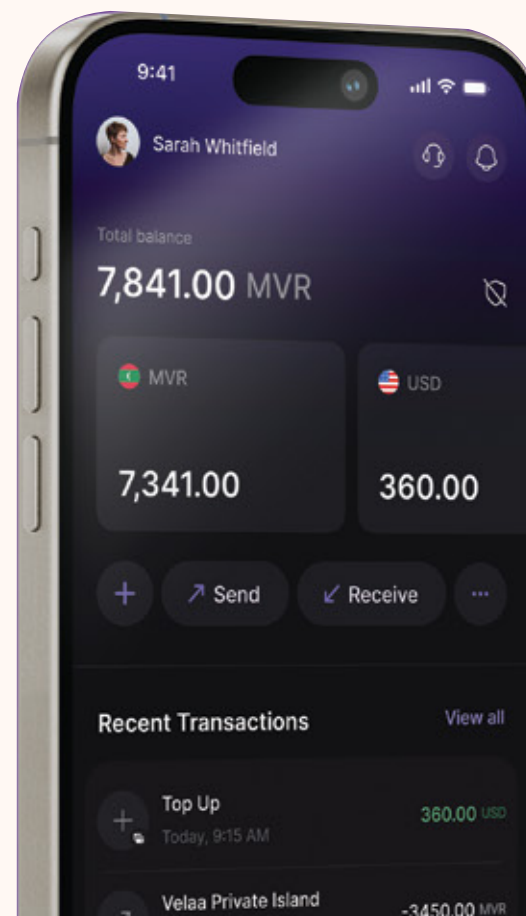 9:41
Sarah Whitfield
Total balance
7,841.00 MVR
MVR
USD
7,341.00
360.00
Send
Receive
Recent Transactions
View all
Top Up
360.00 USD
Today, 9:15 AM
Velaa Private Island
-3450.00 MVR